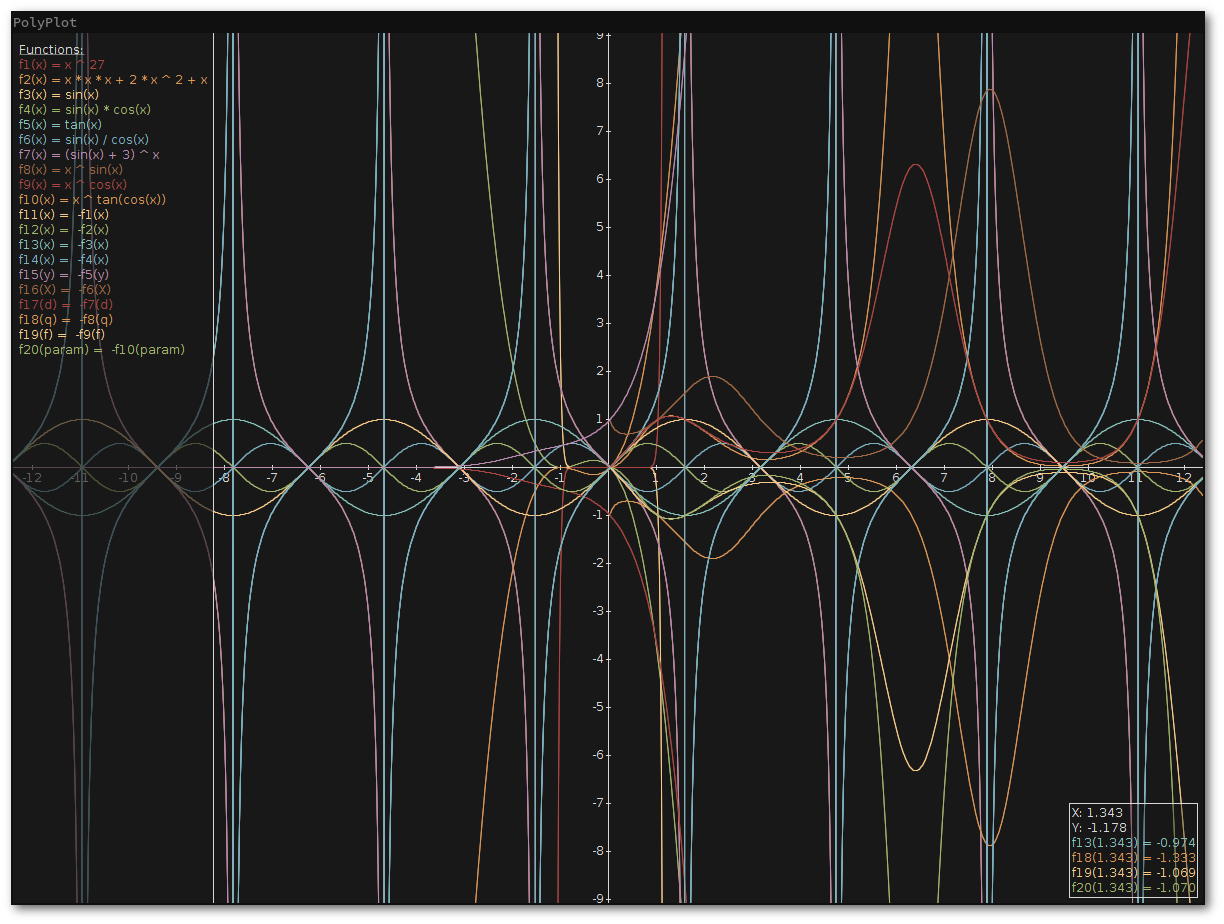 PolyPlot
Functions:
f1(x) = x ^ 27
f2(x) = x * x * x + 2 * x ^ 2 + x
f3(x) = sin(x)
f4(x) = sin(x) * cos(x)
f5(x) = tan(x)
f6(x) = sin(x) / cos(x)
f7(x) = (sin(x) + 3) ^ x
f8(x) = x ^ sin(x)
f9(x) = x ^ cos(x)
f10(x) = x ^ tan(cos(x))
f11(x) = -f1(x)
f12(x) = -f2(x)
f13(x) = -f3(x)
f14(x) = -f4(x)
f15(y) = -f5(y)
f16(X) = -f6(X)
f17(d) = -f7(d)
f18(q) = -f8(q)
f19(f) = -f9(f)
f20(param) = -f10(param)
9
8
7
6
5
4
3
2
1
-12 -11 -10 -9 -8 -7 -6 -5 -4 -3 -2 -1 1 2 3 4 5 6 7 8 9 10 11 12
-1
-2
-3
-4
-5
-6
-7
-8
-9
X: 1.343
Y: -1.178
f13(1.343) = -0.974
f18(1.343) = -1.333
f19(1.343) = -1.069
f20(1.343) = -1.070